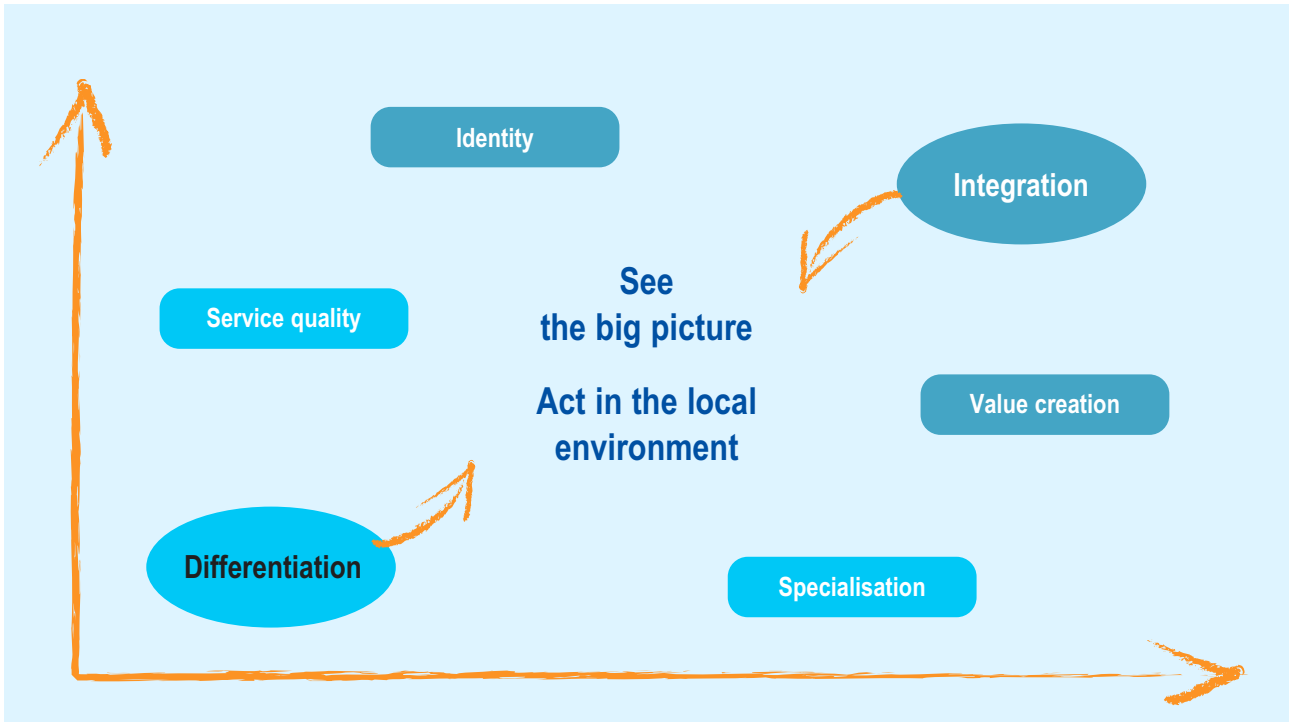 Identity
Integration
See
the big picture
Service quality
Act in the local
environment
Value creation
Differentiation
Specialisation